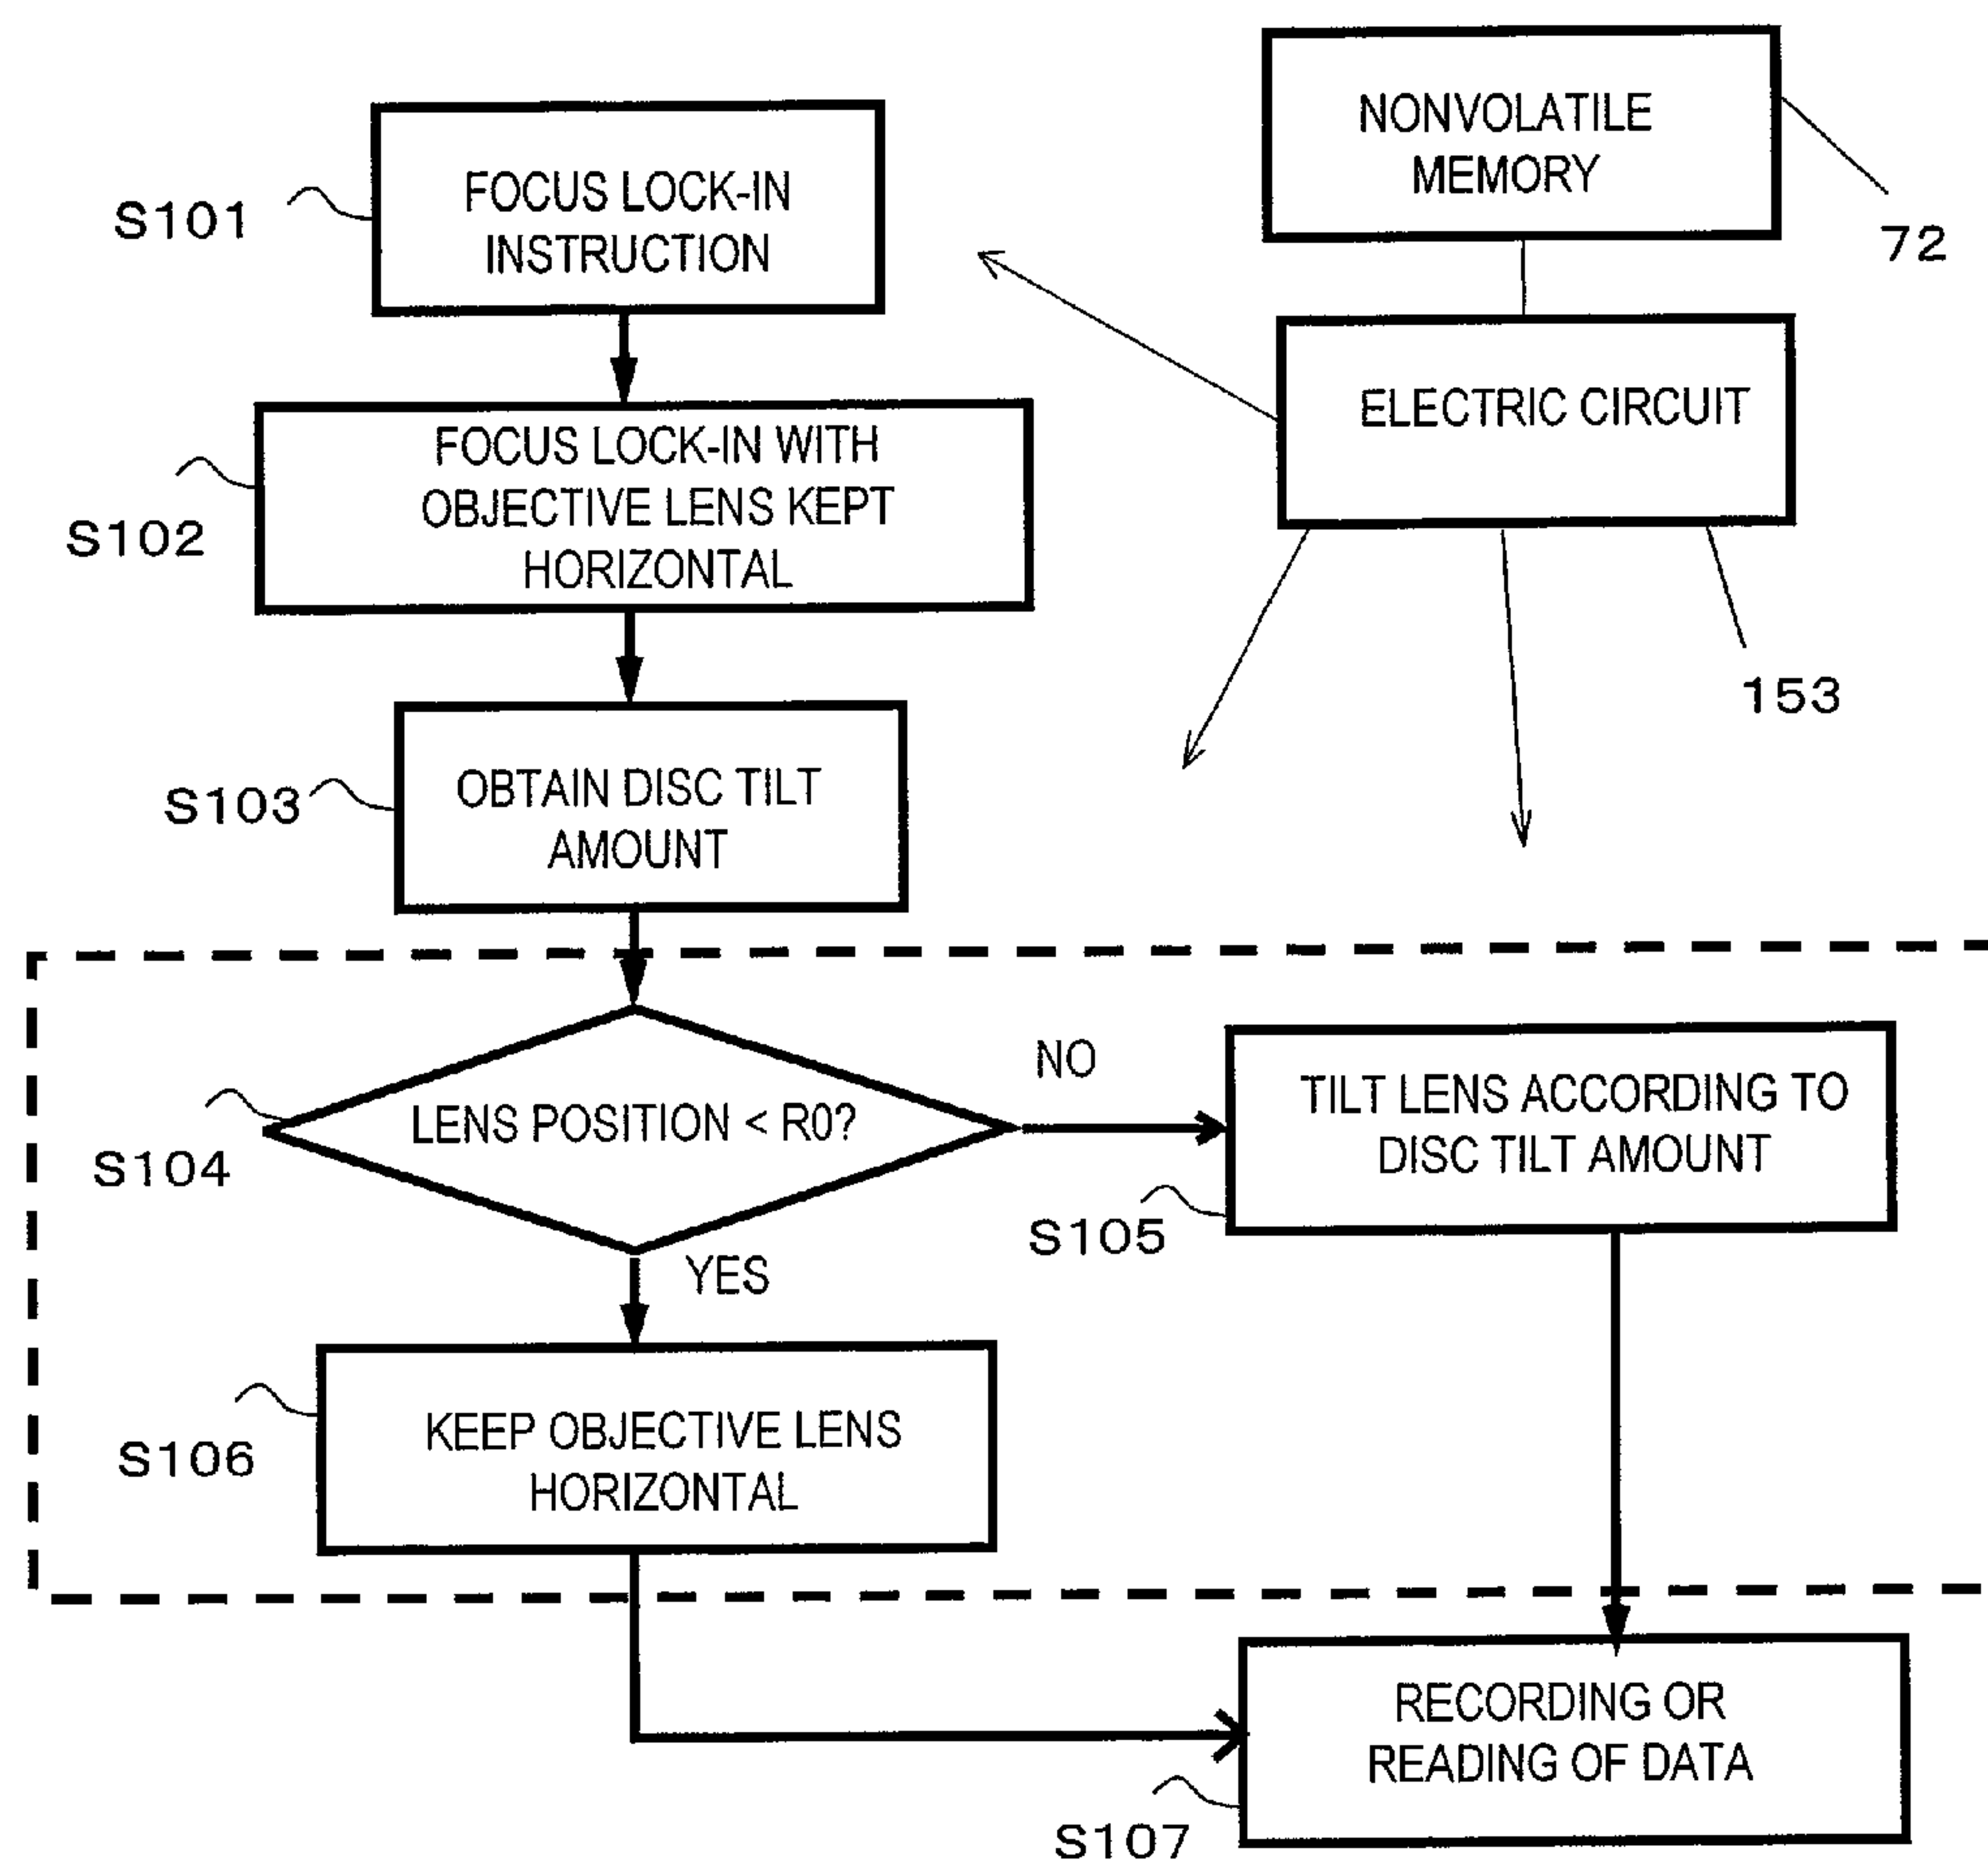 NONVOLATILE
MEMORY
72
S101
FOCUS LOCK-IN
INSTRUCTION
ELECTRIC CIRCUIT
153
S102
FOCUS LOCK-IN WITH
OBJECTIVE LENS KEPT
HORIZONTAL
S103
OBTAIN DISC TILT
AMOUNT
S104
LENS POSITION < R0?
NO
YES
TILT LENS ACCORDING TO
DISC TILT AMOUNT
S105
S106
KEEP OBJECTIVE LENS
HORIZONTAL
RECORDING OR
READING OF DATA
S107